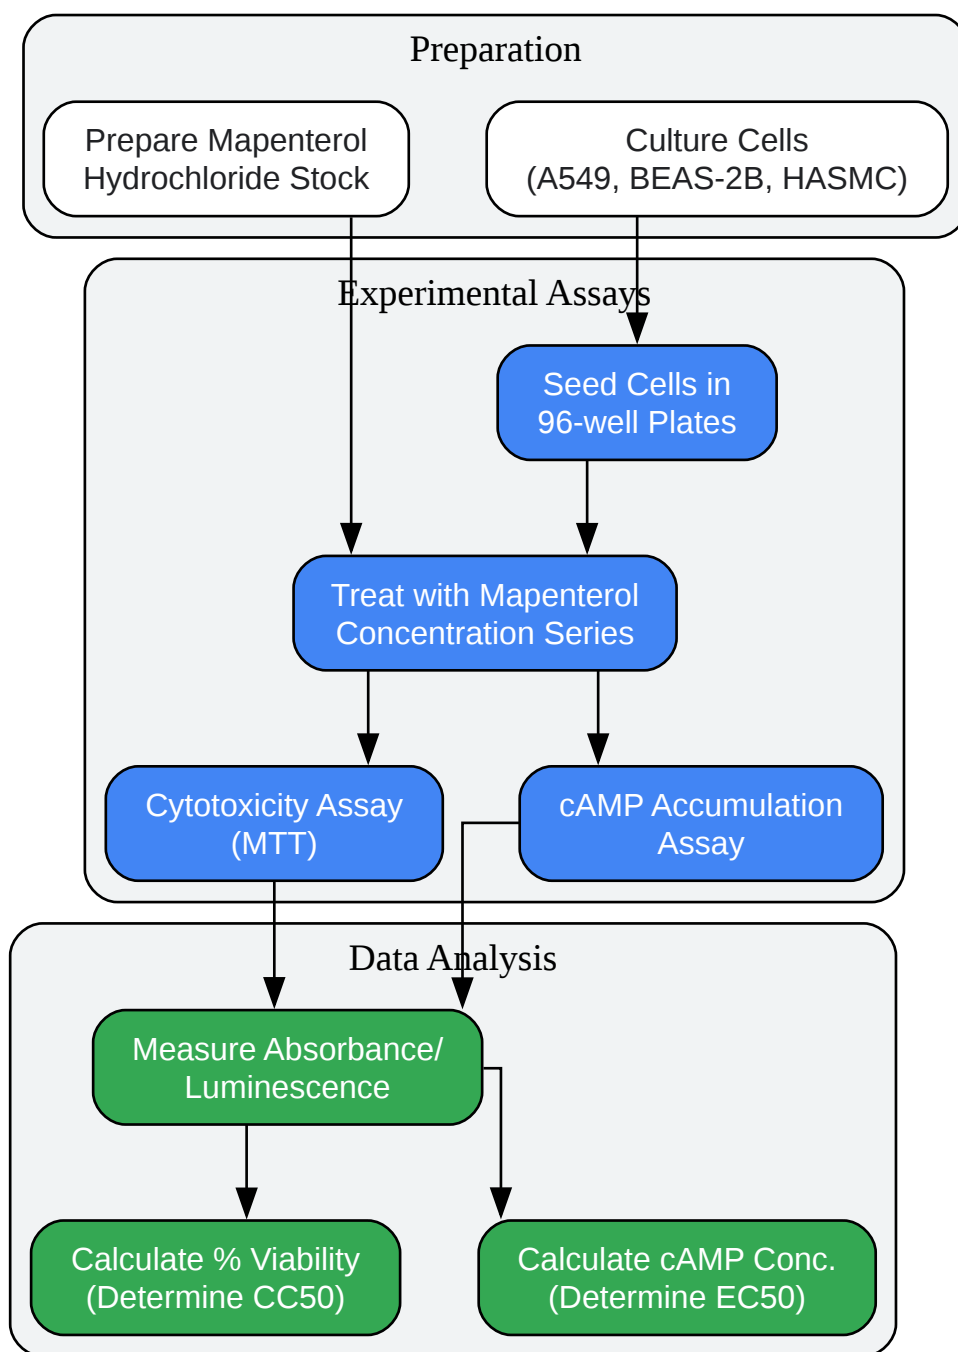 Preparation
Prepare Mapenterol
Hydrochloride Stock
Culture Cells
(A549, BEAS-2B, HASMC)
Experimental Assays
Seed Cells in
96-well Plates
Treat with Mapenterol
Concentration Series
Cytotoxicity Assay
(MTT)
cAMP Accumulation
Assay
Data Analysis
Measure Absorbance/
Luminescence
Calculate % Viability
(Determine CC50)
Calculate cAMP Conc.
(Determine EC50)